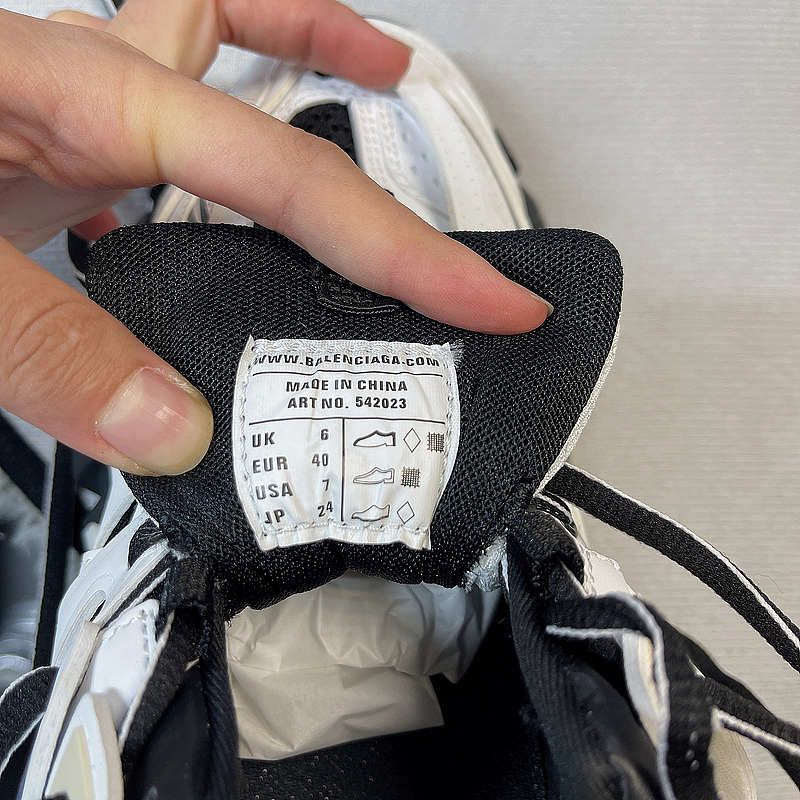 WWW.BALENCIAGA.COM
MADE IN CHINA
ART NO. 542023
UK 6
EUR 40
USA 7
JP 24